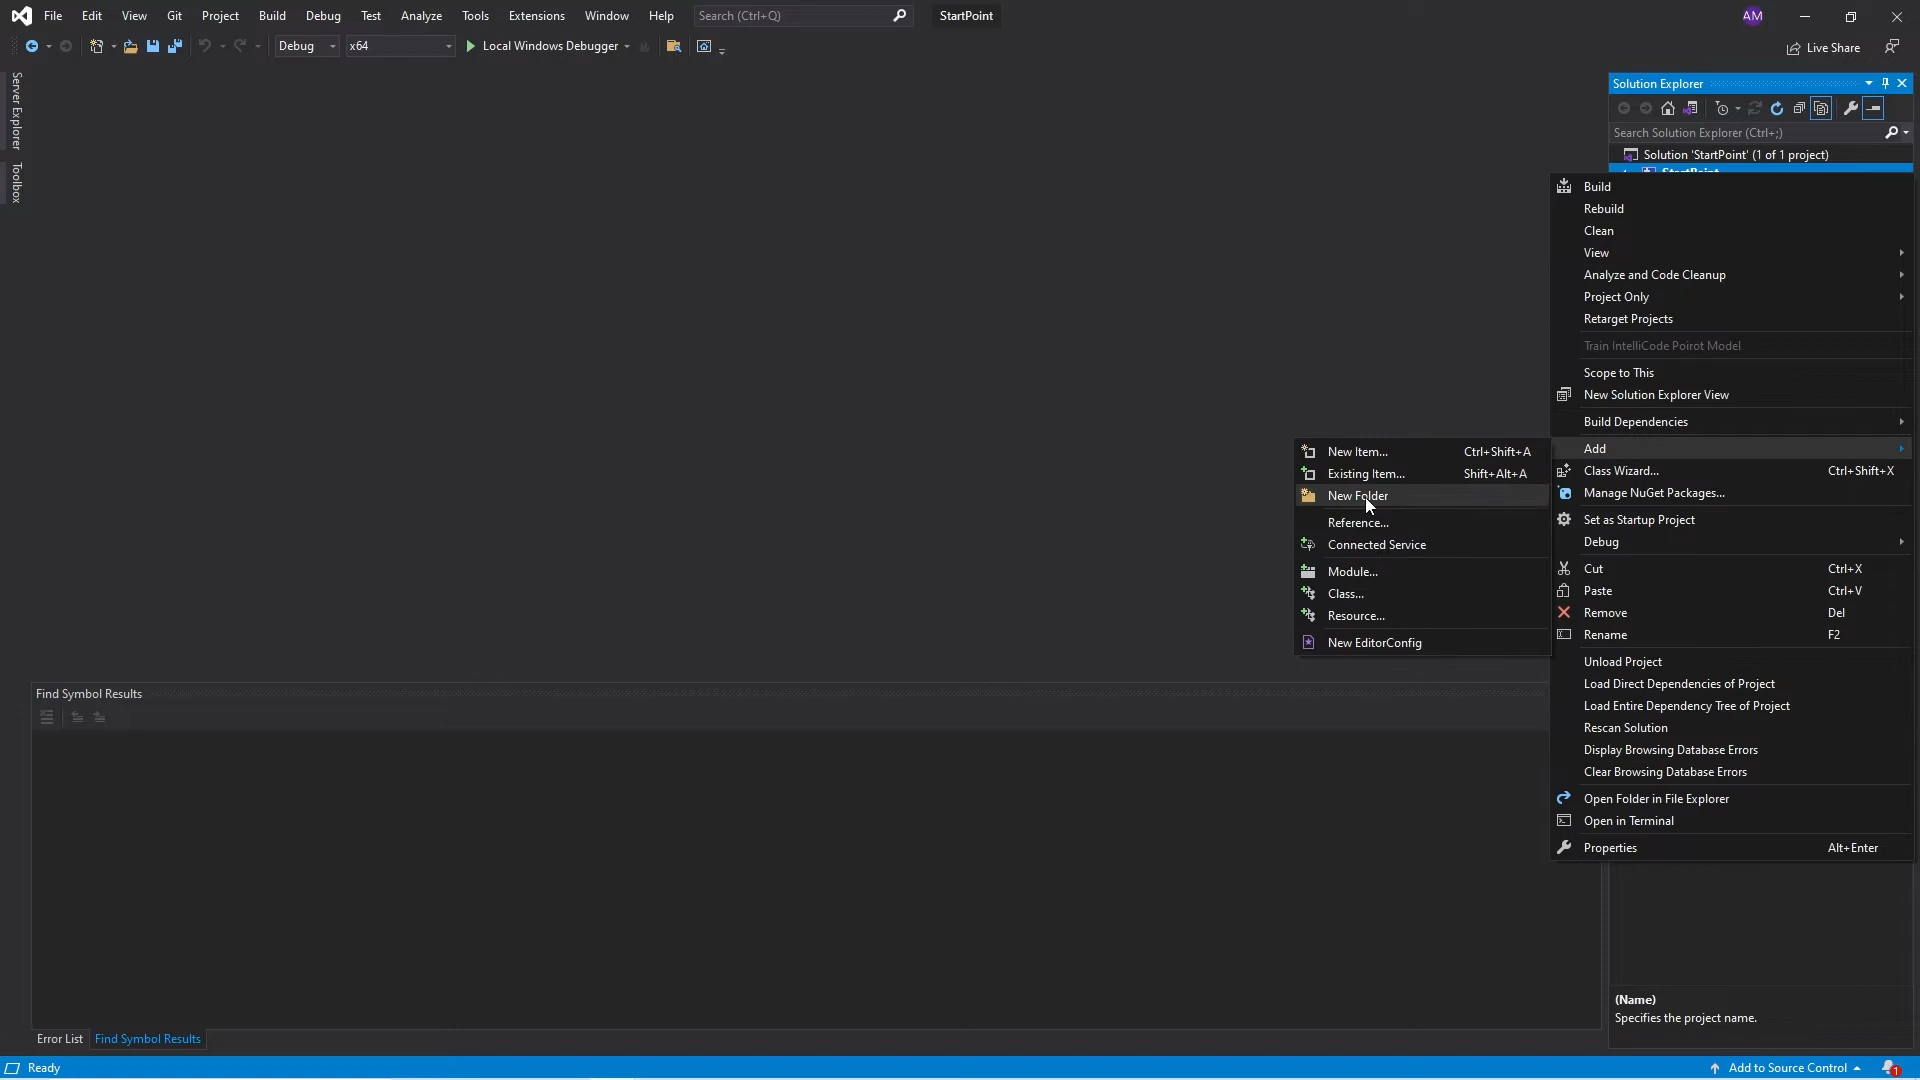 File Edit View Git Project Build Debug Test Analyze Tools Extensions Window Help Search (Ctrl+Q) StartPoint AM
Debug x64 Local Windows Debugger Live Share
Server Explorer
Toolbox
Solution Explorer
Search Solution Explorer (Ctrl+;)
Solution 'StartPoint' (1 of 1 project)
StartPoint
Build
Rebuild
Clean
View
Analyze and Code Cleanup
Project Only
Retarget Projects
Train IntelliCode Poirot Model
Scope to This
New Solution Explorer View
Build Dependencies
Add
Class Wizard... Ctrl+Shift+X
Manage NuGet Packages...
Set as Startup Project
Debug
Cut Ctrl+X
Paste Ctrl+V
Remove Del
Rename F2
Unload Project
Load Direct Dependencies of Project
Load Entire Dependency Tree of Project
Rescan Solution
Display Browsing Database Errors
Clear Browsing Database Errors
Open Folder in File Explorer
Open in Terminal
Properties Alt+Enter
New Item... Ctrl+Shift+A
Existing Item... Shift+Alt+A
New Folder
Reference...
Connected Service
Module...
Class...
Resource...
New EditorConfig
Find Symbol Results
(Name)
Specifies the project name.
Error List Find Symbol Results
Ready Add to Source Control 1